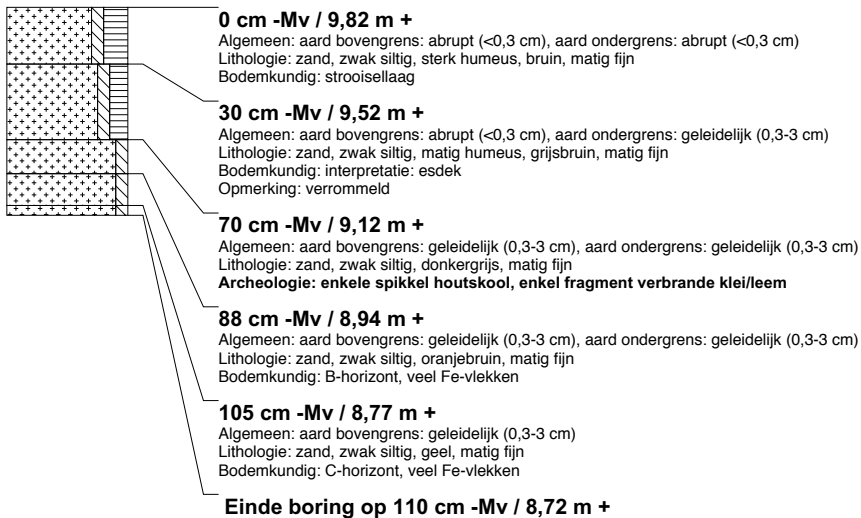 0 cm -Mv / 9,82 m +
Algemeen: aard bovengrens: abrupt (<0,3 cm), aard ondergrens: abrupt (<0,3 cm)
Lithologie: zand, zwak siltig, sterk humeus, bruin, matig fijn
Bodemkundig: strooisellaag
30 cm -Mv / 9,52 m +
Algemeen: aard bovengrens: abrupt (<0,3 cm), aard ondergrens: geleidelijk (0,3-3 cm)
Lithologie: zand, zwak siltig, matig humeus, grijsbruin, matig fijn
Bodemkundig: interpretatie: esdek
Opmerking: verrommeld
70 cm -Mv / 9,12 m +
Algemeen: aard bovengrens: geleidelijk (0,3-3 cm), aard ondergrens: geleidelijk (0,3-3 cm)
Lithologie: zand, zwak siltig, donkergrijs, matig fijn
Archeologie: enkele spikkel houtskool, enkel fragment verbrande klei/leem
88 cm -Mv / 8,94 m +
Algemeen: aard bovengrens: geleidelijk (0,3-3 cm), aard ondergrens: geleidelijk (0,3-3 cm)
Lithologie: zand, zwak siltig, oranjebruin, matig fijn
Bodemkundig: B-horizont, veel Fe-vlekken
105 cm -Mv / 8,77 m +
Algemeen: aard bovengrens: geleidelijk (0,3-3 cm)
Lithologie: zand, zwak siltig, geel, matig fijn
Bodemkundig: C-horizont, veel Fe-vlekken
Einde boring op 110 cm -Mv / 8,72 m +